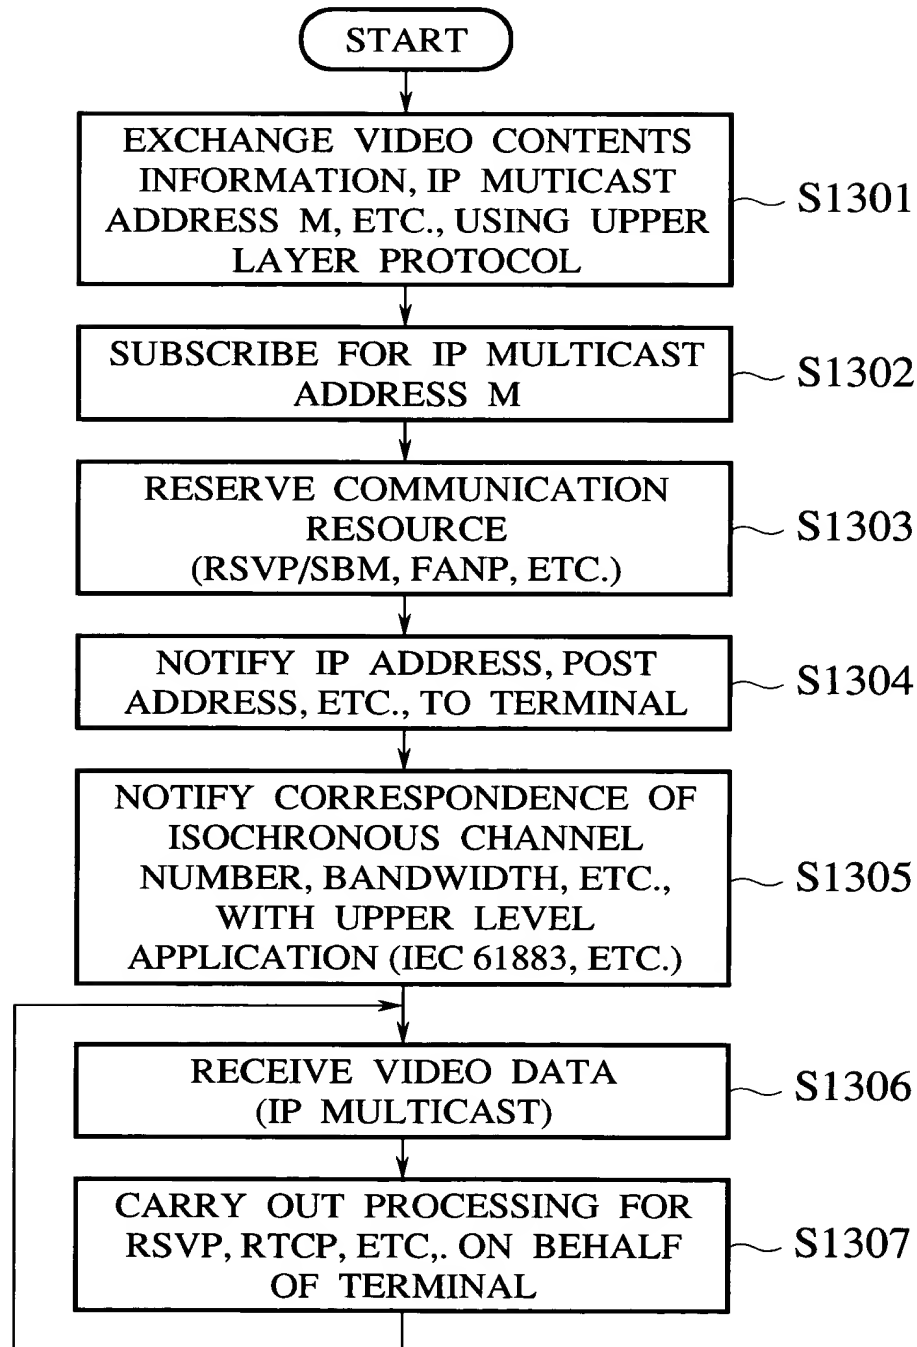 START
EXCHANGE VIDEO CONTENTS
INFORMATION, IP MUTICAST
ADDRESS M, ETC., USING UPPER
LAYER PROTOCOL
S1301
SUBSCRIBE FOR IP MULTICAST
ADDRESS M
S1302
RESERVE COMMUNICATION
RESOURCE
(RSVP/SBM, FANP, ETC.)
S1303
NOTIFY IP ADDRESS, POST
ADDRESS, ETC., TO TERMINAL
S1304
NOTIFY CORRESPONDENCE OF
ISOCHRONOUS CHANNEL
NUMBER, BANDWIDTH, ETC.,
WITH UPPER LEVEL
APPLICATION (IEC 61883, ETC.)
S1305
RECEIVE VIDEO DATA
(IP MULTICAST)
S1306
CARRY OUT PROCESSING FOR
RSVP, RTCP, ETC,. ON BEHALF
OF TERMINAL
S1307